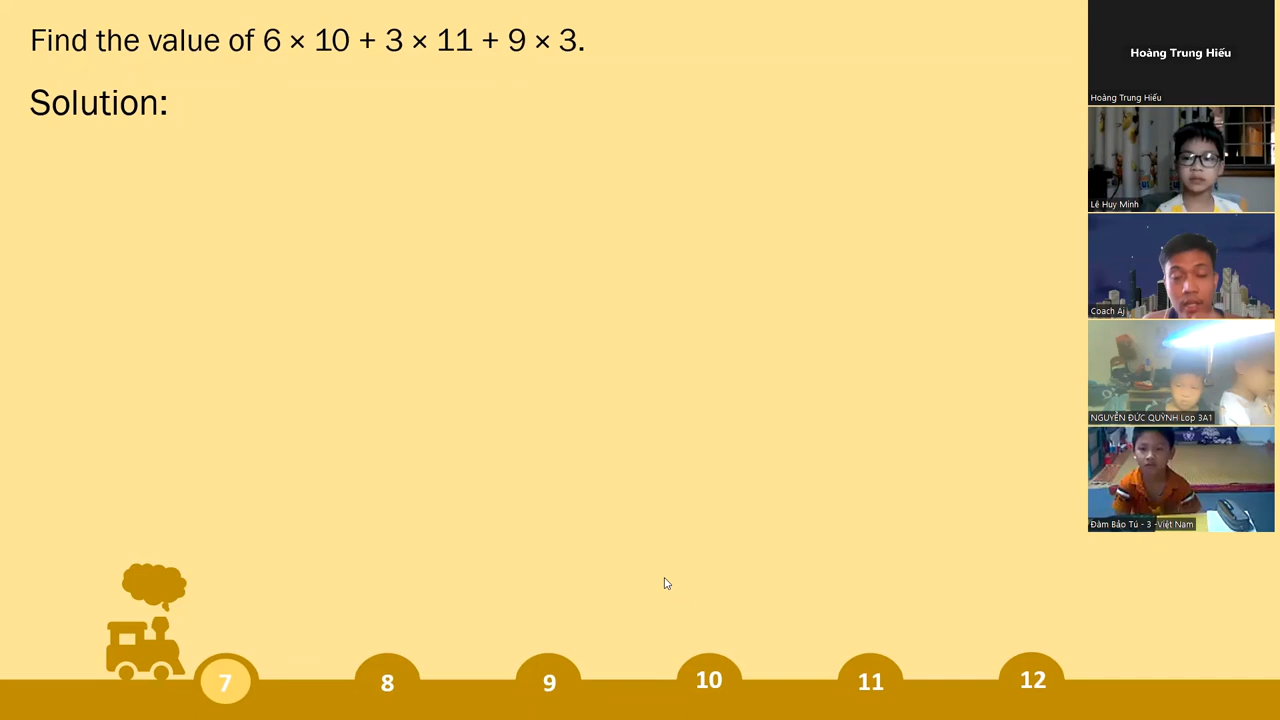 Find the value of 6 × 10 + 3 × 11 + 9 × 3.
Solution:
Hoàng Trung Hiếu
Hoàng Trung Hiếu
Lê Huy Minh
Coach Aj
NGUYỄN ĐỨC QUỲNH Lop 3A1
Đàm Bảo Tú - 3 -Việt Nam
7
8
9
10
11
12